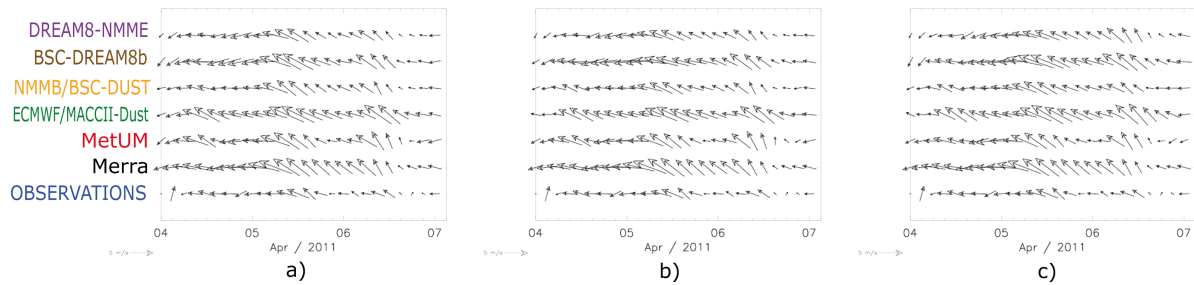 DREAM8-NMME
BSC-DREAM8b
NMMB/BSC-DUST
ECMWF/MACCII-Dust
MetUM
Merra
OBSERVATIONS
04 05 06 07
Apr / 2011
5 m/s
a)
04 05 06 07
Apr / 2011
5 m/s
b)
04 05 06 07
Apr / 2011
5 m/s
c)